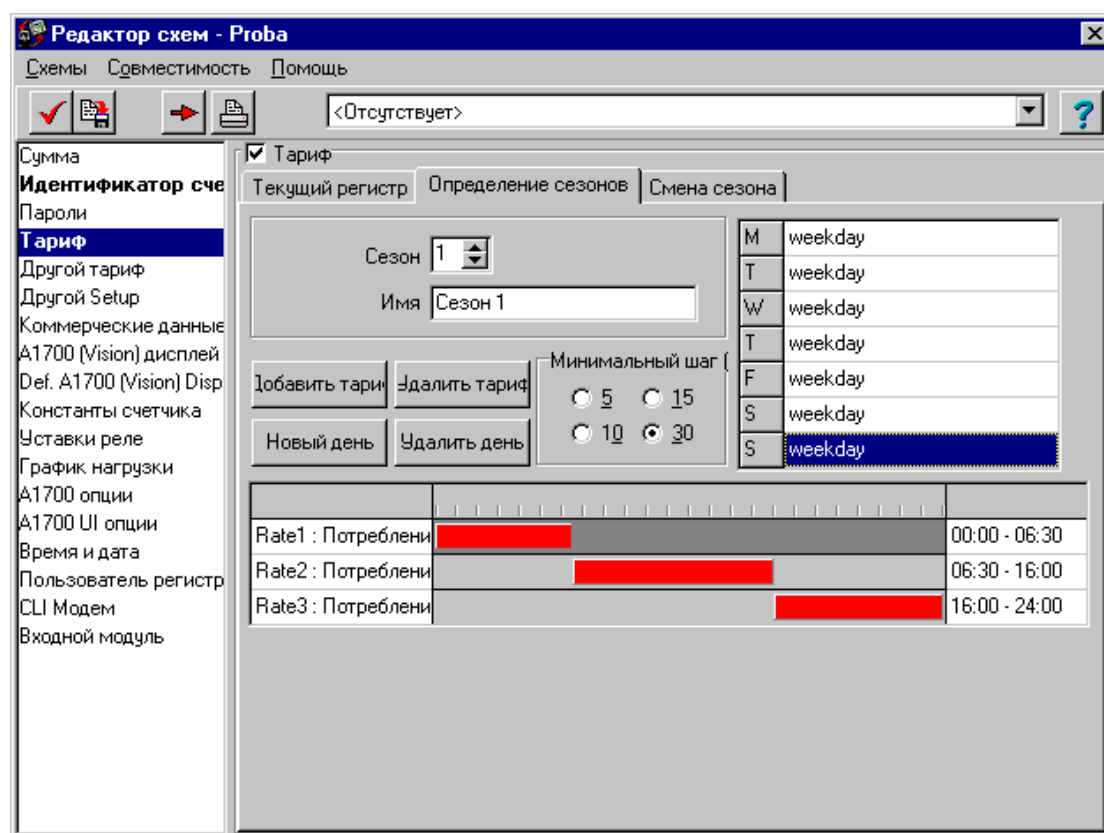 Редактор схем - Proba
Схемы Совместимость Помощь
<Отсутствует>
?
Сумма
Идентификатор сче
Пароли
Тариф
Другой тариф
Другой Setup
Коммерческие данные
A1700 (Vision) дисплей
Def. A1700 (Vision) Disp
Константы счетчика
Уставки реле
График нагрузки
A1700 опции
A1700 UI опции
Время и дата
Пользователь регистр
CLI Модем
Входной модуль
Тариф
Текущий регистр Определение сезонов Смена сезона
Сезон 1
Имя Сезон 1
Добавить тари Удалить тариф
Новый день Удалить день
Минимальный шаг (
5 15
10 30
M weekday
T weekday
W weekday
T weekday
F weekday
S weekday
S weekday
Rate1 : Потреблени 00:00 - 06:30
Rate2 : Потреблени 06:30 - 16:00
Rate3 : Потреблени 16:00 - 24:00